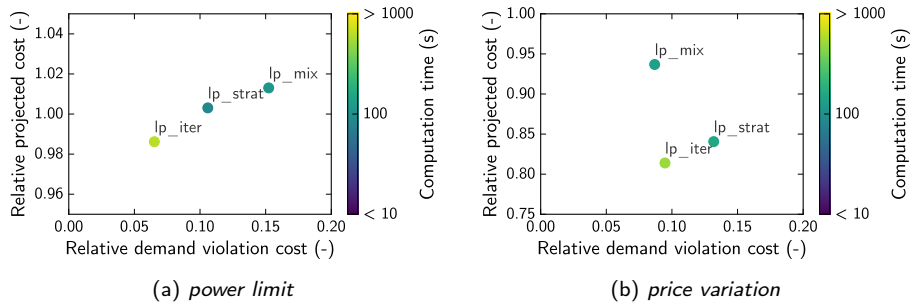 1.04
1.02
1.00
0.98
0.96
Relative projected cost (-)
lp_mix
lp_strat
lp_iter
0.00 0.05 0.10 0.15 0.20
Relative demand violation cost (-)
> 1000
100
< 10
Computation time (s)
(a) power limit
1.00
0.95
0.90
0.85
0.80
0.75
Relative projected cost (-)
lp_mix
lp_strat
lp_iter
0.00 0.05 0.10 0.15 0.20
Relative demand violation cost (-)
> 1000
100
< 10
Computation time (s)
(b) price variation